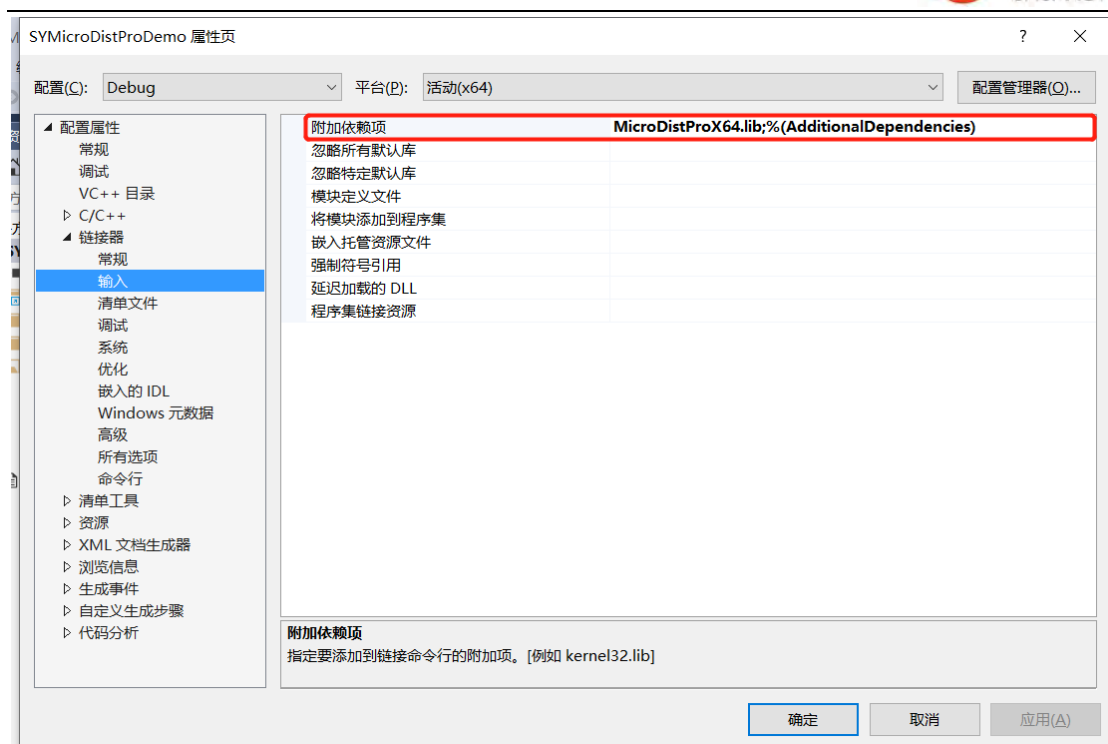 SYMicroDistProDemo 属性页
?
配置(C): Debug 平台(P): 活动(x64) 配置管理器(O)...
配置属性
常规
调试
VC++ 目录
C/C++
链接器
常规
输入
清单文件
调试
系统
优化
嵌入的 IDL
Windows 元数据
高级
所有选项
命令行
清单工具
资源
XML 文档生成器
浏览信息
生成事件
自定义生成步骤
代码分析
附加依赖项 MicroDistProX64.lib;%(AdditionalDependencies)
忽略所有默认库
忽略特定默认库
模块定义文件
将模块添加到程序集
嵌入托管资源文件
强制符号引用
延迟加载的 DLL
程序集链接资源
附加依赖项
指定要添加到链接命令行的附加项。[例如 kernel32.lib]
确定 取消 应用(A)